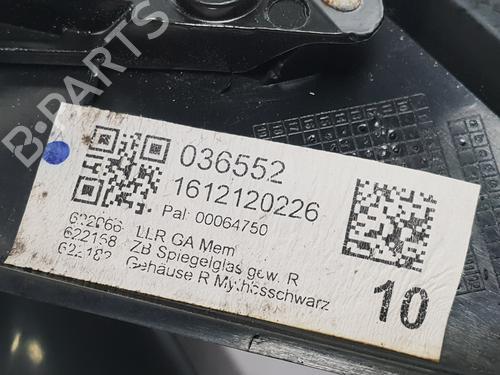 B-PARTS
036552
1612120226
Pal: 00064750
622066 LLR GA Mem
622168 ZB Spiegelglas gew. R
622182 Gehäuse R Mythosschwarz
10